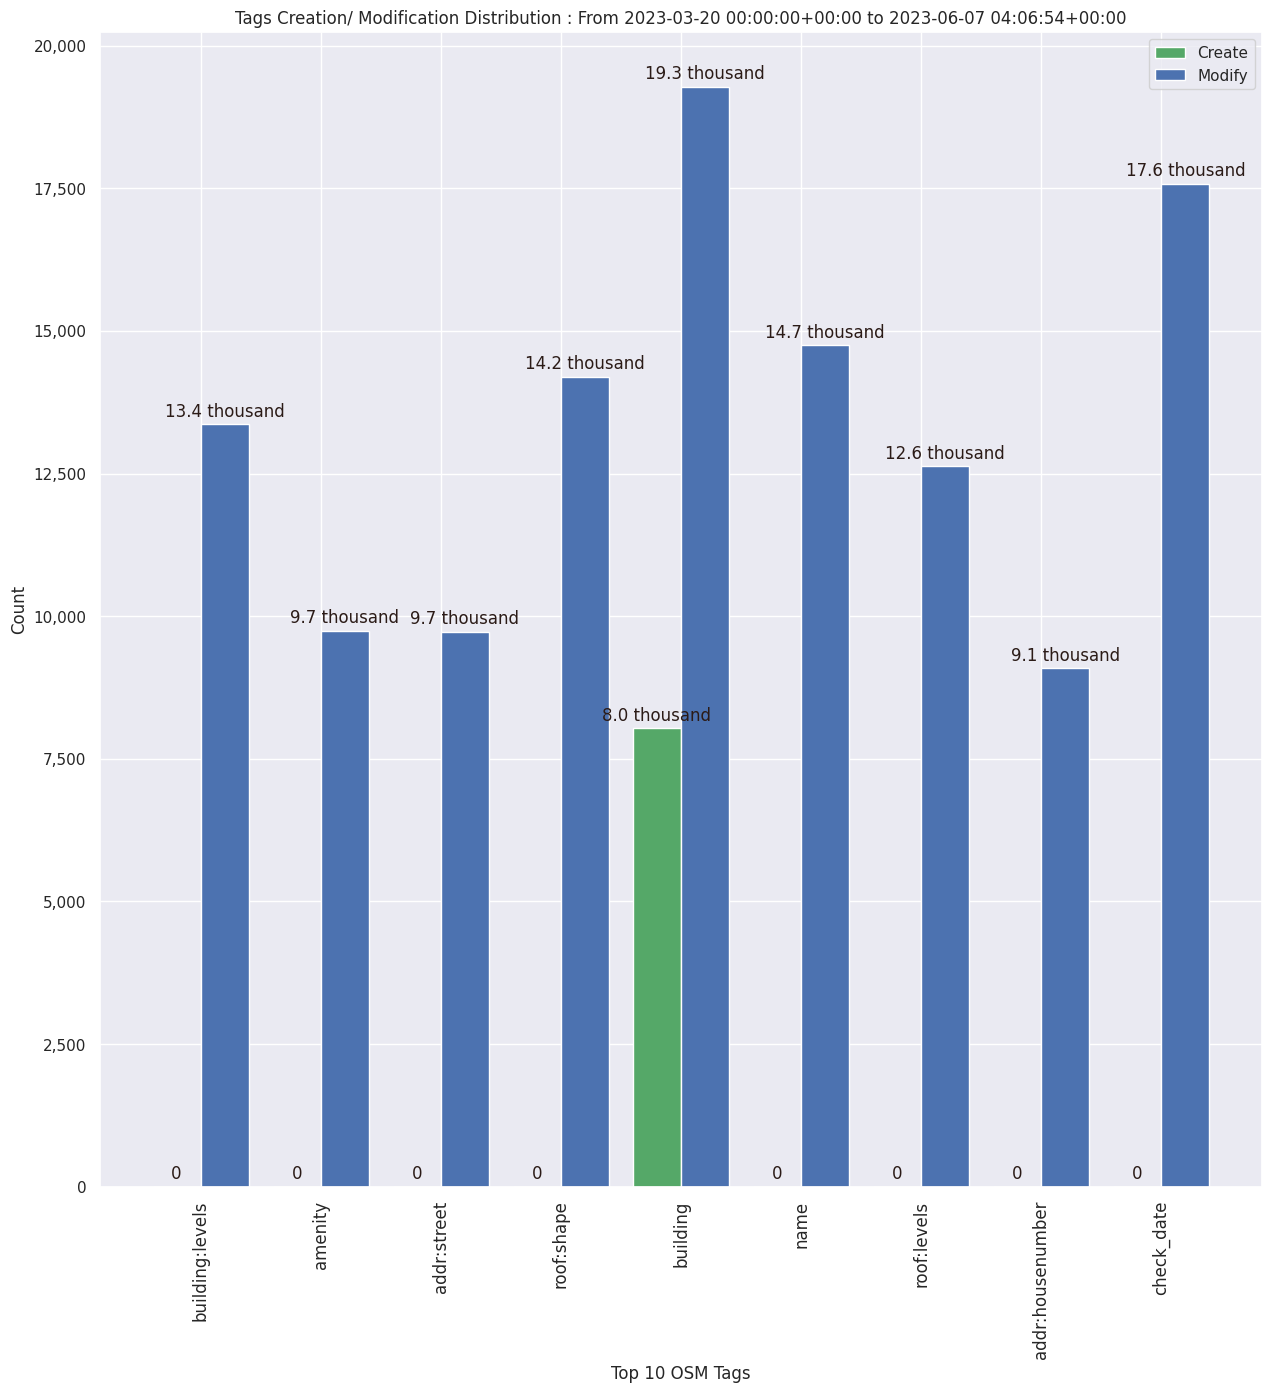 Tags Creation/ Modification Distribution : From 2023-03-20 00:00:00+00:00 to 2023-06-07 04:06:54+00:00
Create
Modify
20,000
17,500
15,000
12,500
10,000
7,500
5,000
2,500
0
Count
19.3 thousand
17.6 thousand
14.7 thousand
14.2 thousand
13.4 thousand
12.6 thousand
9.7 thousand
9.7 thousand
9.1 thousand
8.0 thousand
0
0
0
0
0
0
0
0
building:levels
amenity
addr:street
roof:shape
building
name
roof:levels
addr:housenumber
check_date
Top 10 OSM Tags